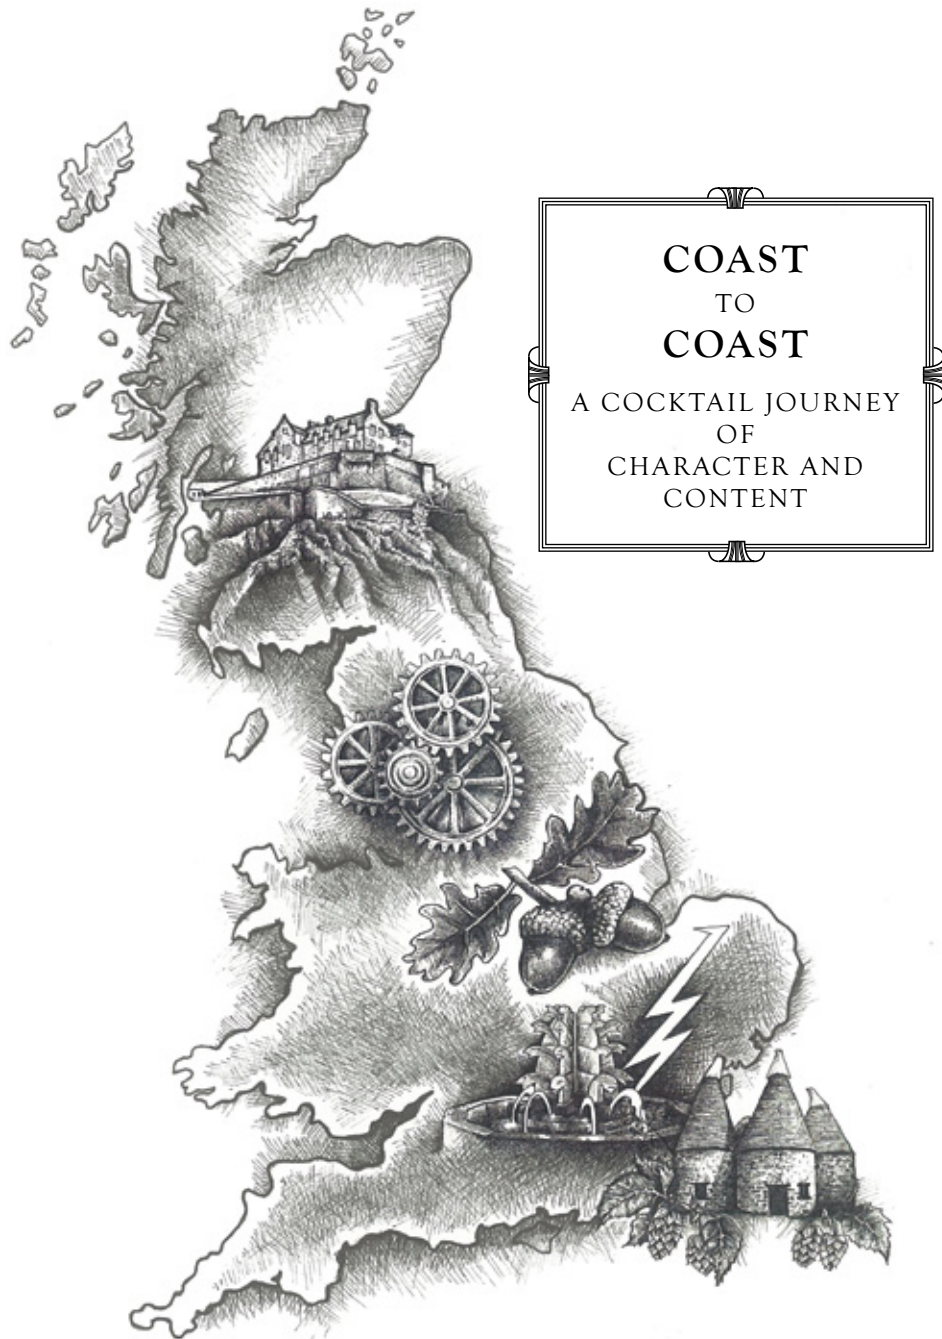 COAST
TO
COAST
A COCKTAIL JOURNEY
OF
CHARACTER AND
CONTENT